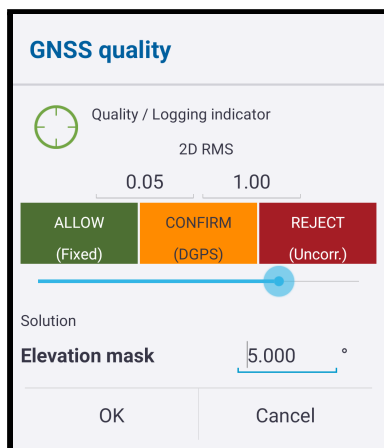 GNSS quality
Quality / Logging indicator
2D RMS
0.05 1.00
ALLOW CONFIRM REJECT
(Fixed) (DGPS) (Uncorr.)
Solution
Elevation mask 5.000 °
OK Cancel